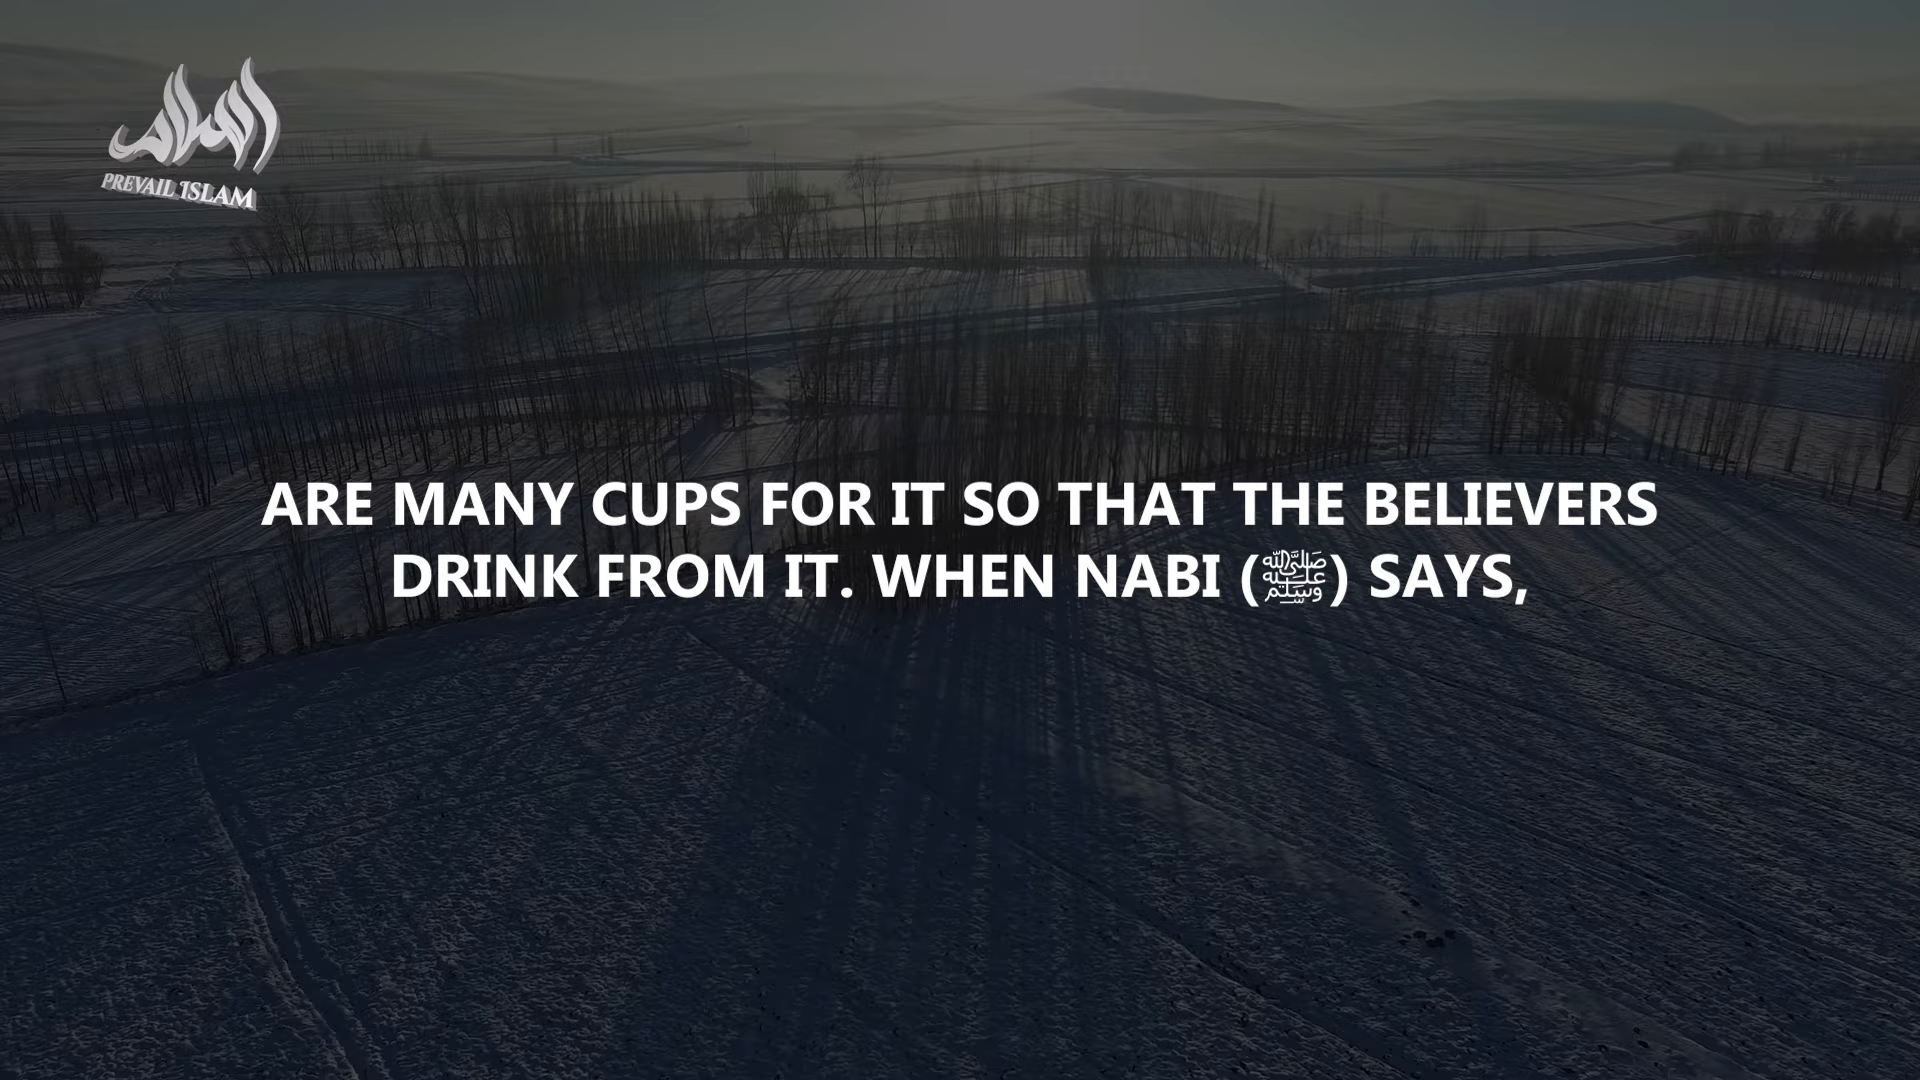 السلام
PREVAIL ISLAM
ARE MANY CUPS FOR IT SO THAT THE BELIEVERS
DRINK FROM IT. WHEN NABI (ﷺ) SAYS,